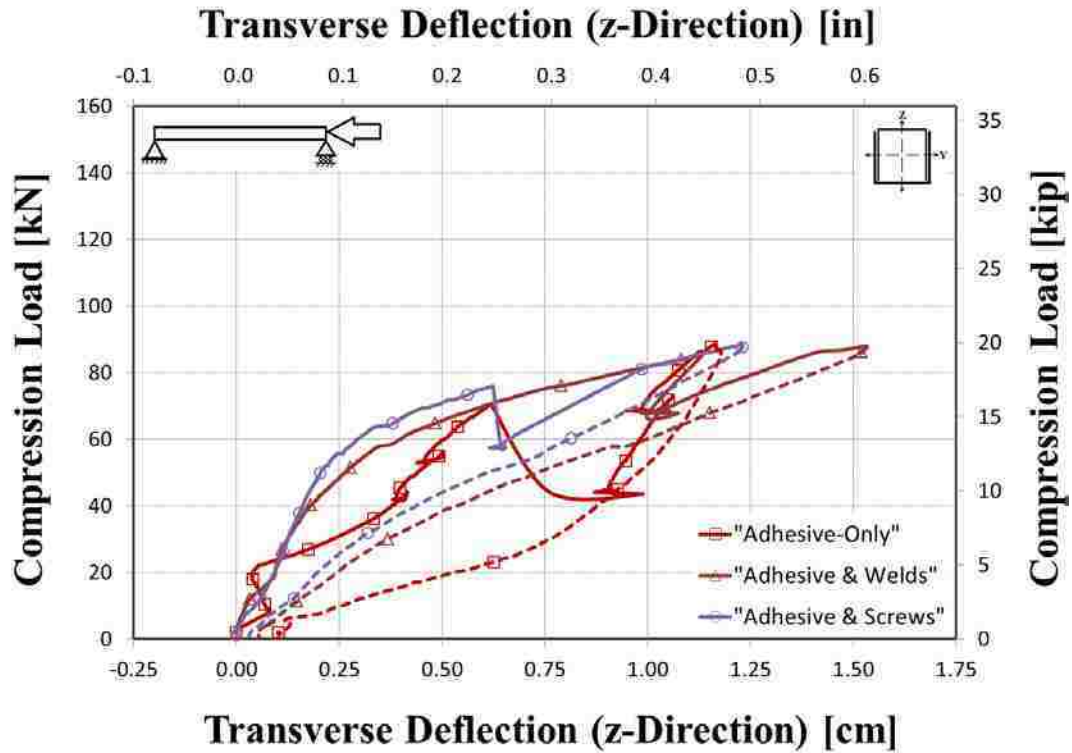 Transverse Deflection (z-Direction) [in]
-0.1 0.0 0.1 0.2 0.3 0.4 0.5 0.6
Compression Load [kN]
160
140
120
100
80
60
40
20
0
Z
Y
35
30
25
20
15
10
5
0
Compression Load [kip]
"Adhesive-Only"
"Adhesive & Welds"
"Adhesive & Screws"
-0.25 0.00 0.25 0.50 0.75 1.00 1.25 1.50 1.75
Transverse Deflection (z-Direction) [cm]